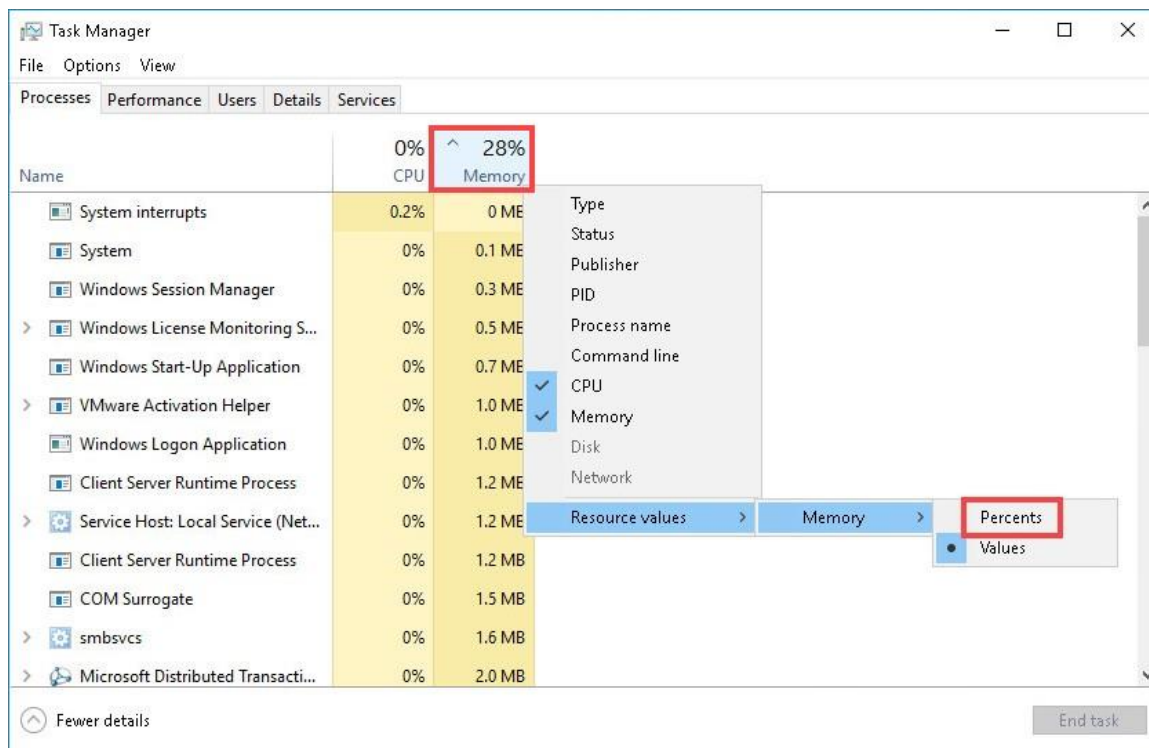 Task Manager
File Options View
Processes Performance Users Details Services
0% 28%
Name CPU Memory
System interrupts 0.2% 0 MB
System 0% 0.1 MB
Windows Session Manager 0% 0.3 MB
Windows License Monitoring S... 0% 0.5 MB
Windows Start-Up Application 0% 0.7 MB
VMware Activation Helper 0% 1.0 MB
Windows Logon Application 0% 1.0 MB
Client Server Runtime Process 0% 1.2 MB
Service Host: Local Service (Net... 0% 1.2 MB
Client Server Runtime Process 0% 1.2 MB
COM Surrogate 0% 1.5 MB
smbsvcs 0% 1.6 MB
Microsoft Distributed Transacti... 0% 2.0 MB
Type
Status
Publisher
PID
Process name
Command line
CPU
Memory
Disk
Network
Resource values
Memory
Percents
Values
Fewer details
End task